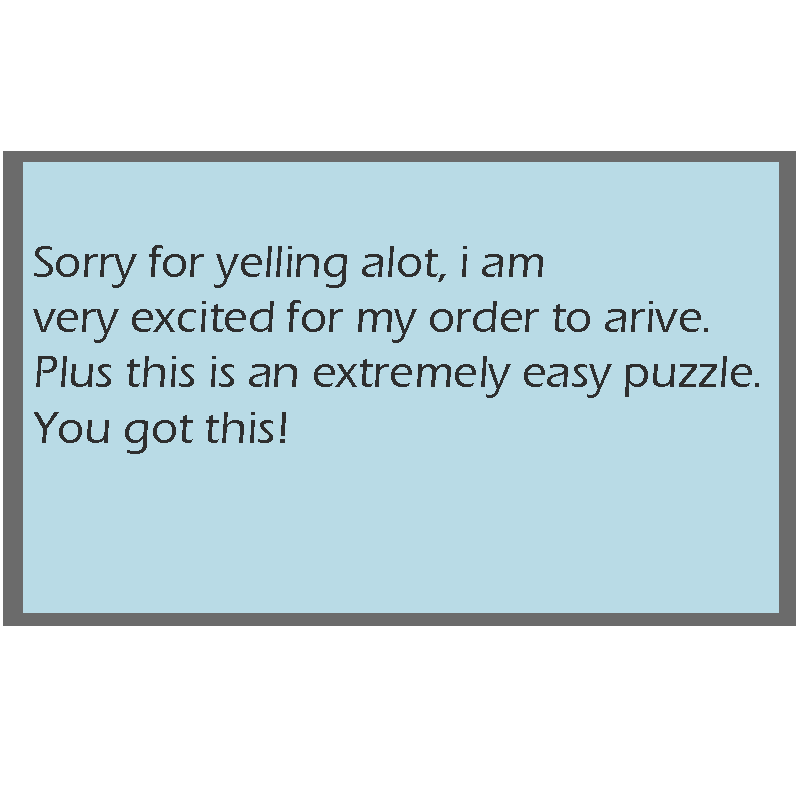 Sorry for yelling alot, i am
very excited for my order to arive.
Plus this is an extremely easy puzzle.
You got this!